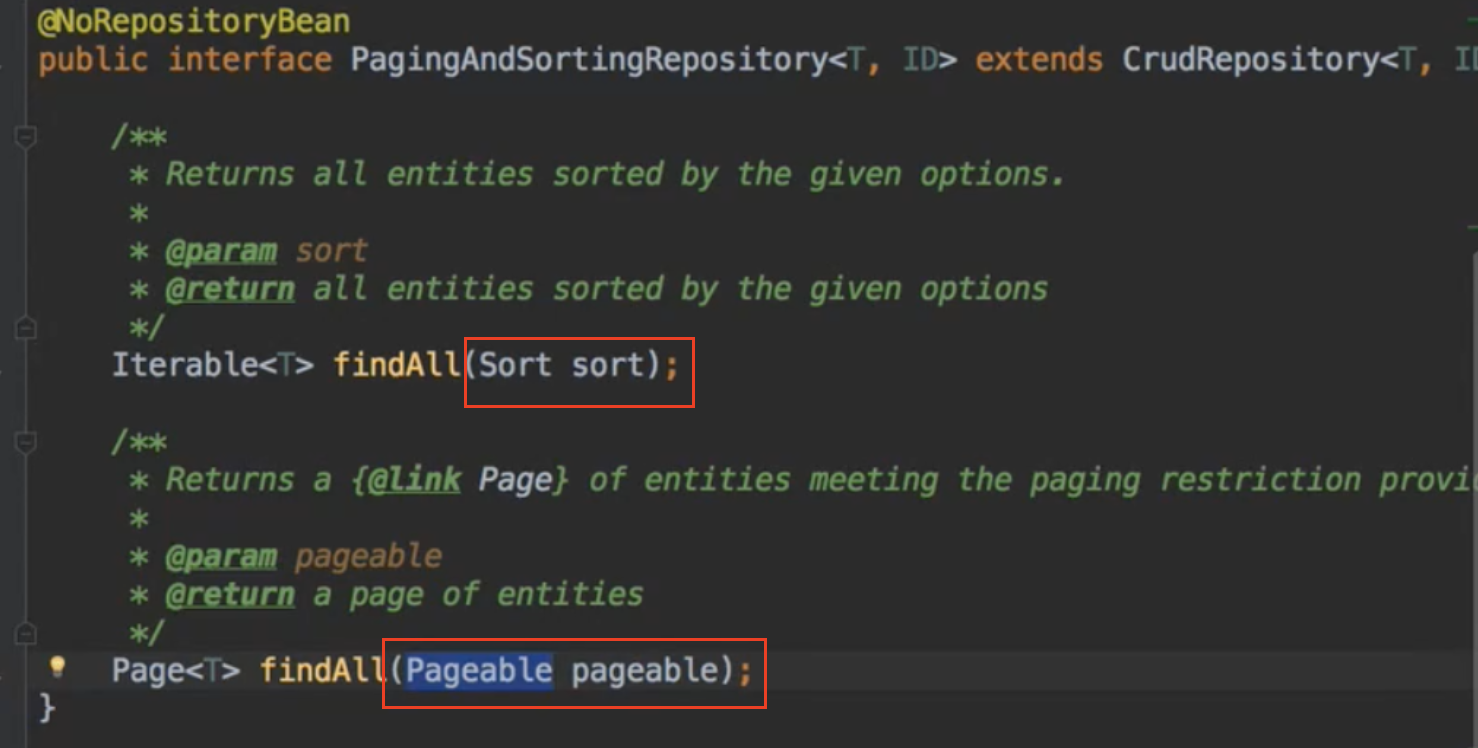 @NoRepositoryBean
public interface PagingAndSortingRepository<T, ID> extends CrudRepository<T, ID
/**
* Returns all entities sorted by the given options.
*
* @param sort
* @return all entities sorted by the given options
*/
Iterable<T> findAll(Sort sort);
/**
* Returns a {@link Page} of entities meeting the paging restriction provi
*
* @param pageable
* @return a page of entities
*/
Page<T> findAll(Pageable pageable);
}